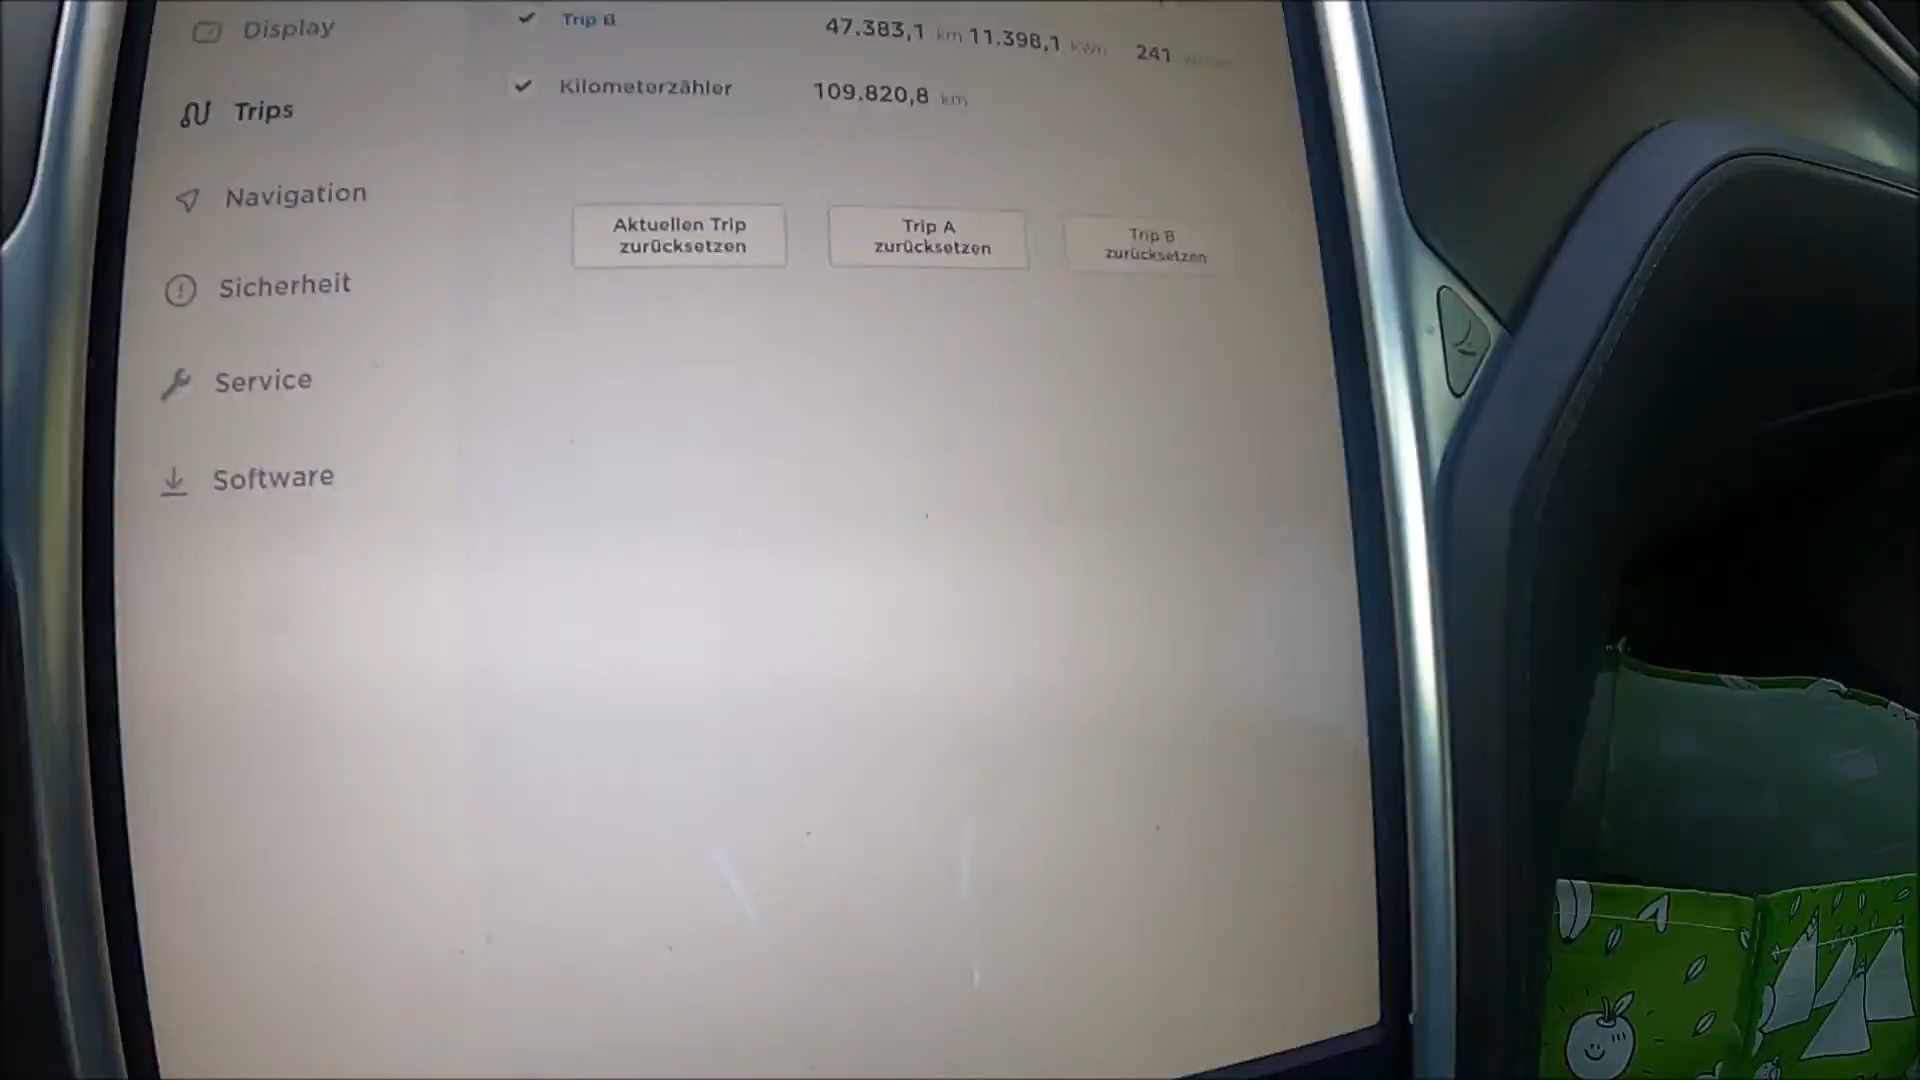 Display
Trips
Navigation
Sicherheit
Service
Software
Trip B 47.383,1 km 11.398,1 kWh 241
Kilometerzähler 109.820,8 km
Aktuellen Trip
zurücksetzen
Trip A
zurücksetzen
Trip B
zurücksetzen